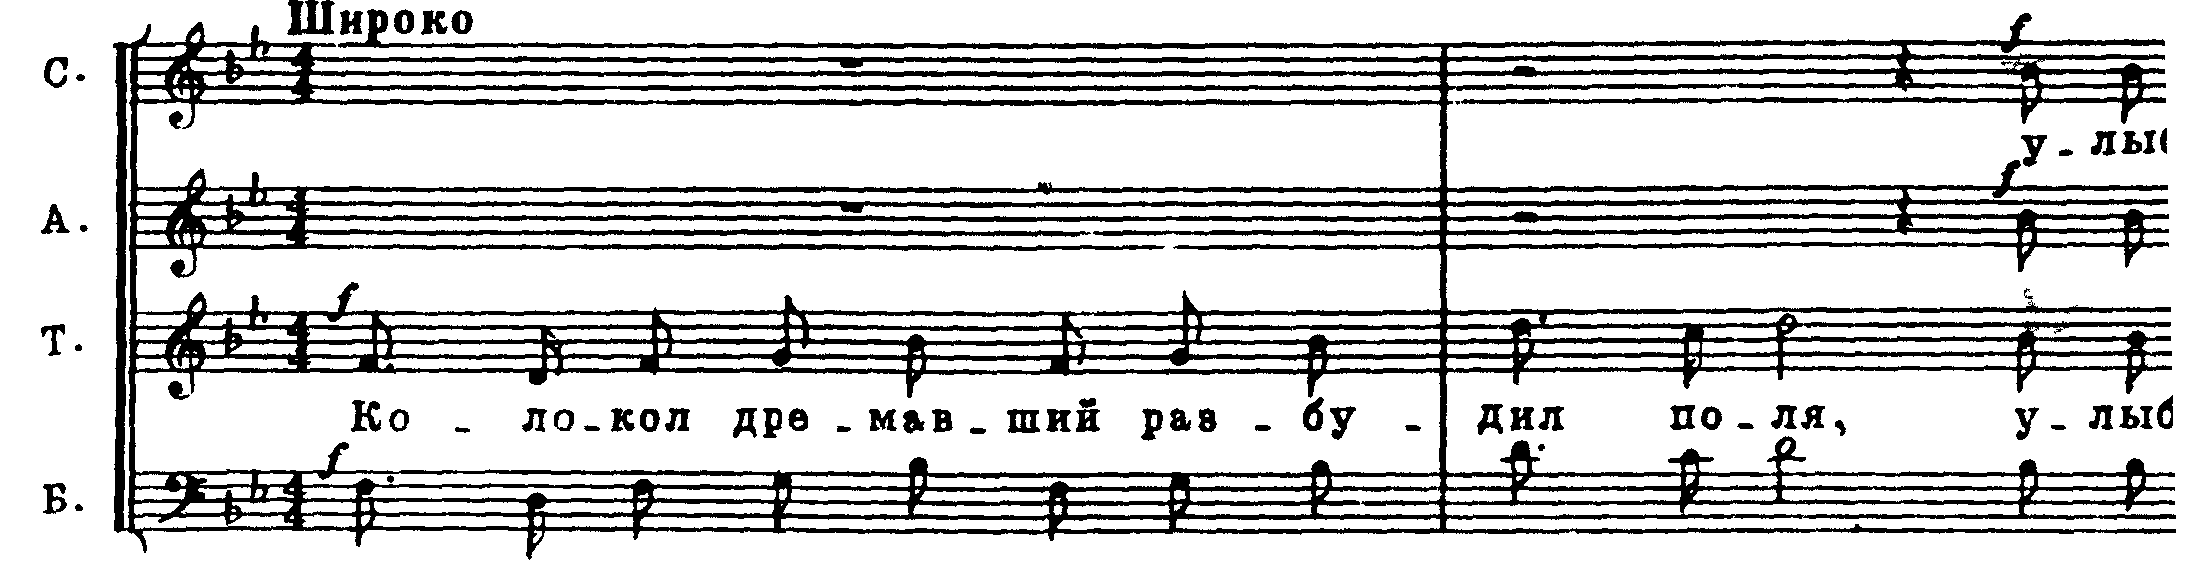 Широко
С.
f
у - лыб
А.
f
Т.
f
Ко - ло - кол дре - мав - ший раз - бу - дил по - ля, у - лыб
Б.
f